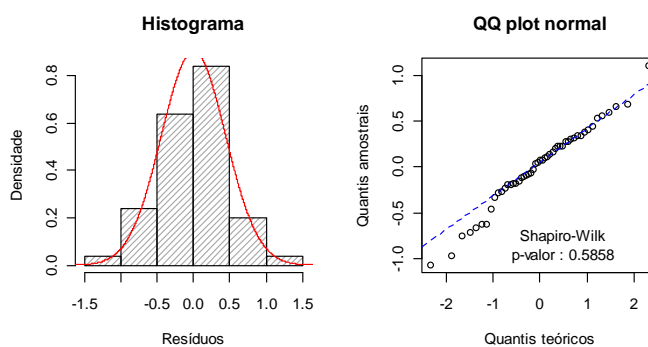 Histograma
Densidade
0.0
0.2
0.4
0.6
0.8
-1.5
-0.5
0.0
0.5
1.0
1.5
Resíduos
QQ plot normal
Quantis amostrais
-1.0
-0.5
0.0
0.5
1.0
Shapiro-Wilk
p-valor : 0.5858
-2
-1
0
1
2
Quantis teóricos